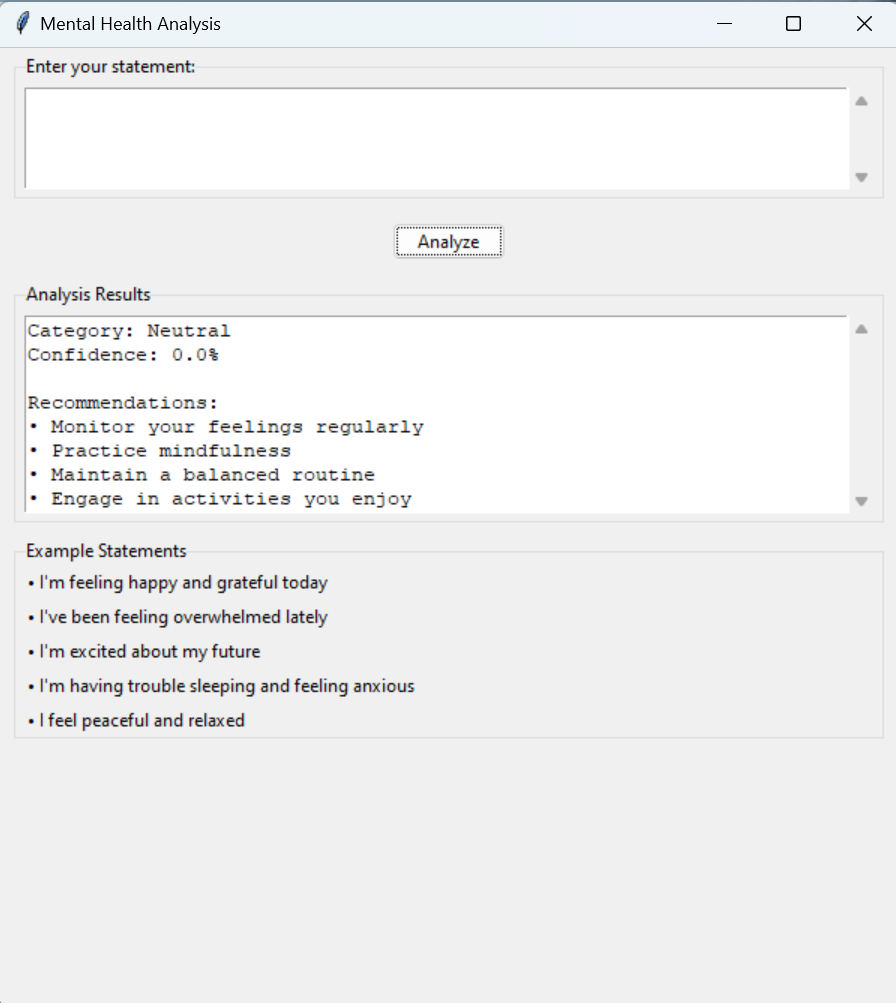 Mental Health Analysis
Enter your statement:
Analyze
Analysis Results
Category: Neutral
Confidence: 0.0%
Recommendations:
• Monitor your feelings regularly
• Practice mindfulness
• Maintain a balanced routine
• Engage in activities you enjoy
Example Statements
• I'm feeling happy and grateful today
• I've been feeling overwhelmed lately
• I'm excited about my future
• I'm having trouble sleeping and feeling anxious
• I feel peaceful and relaxed